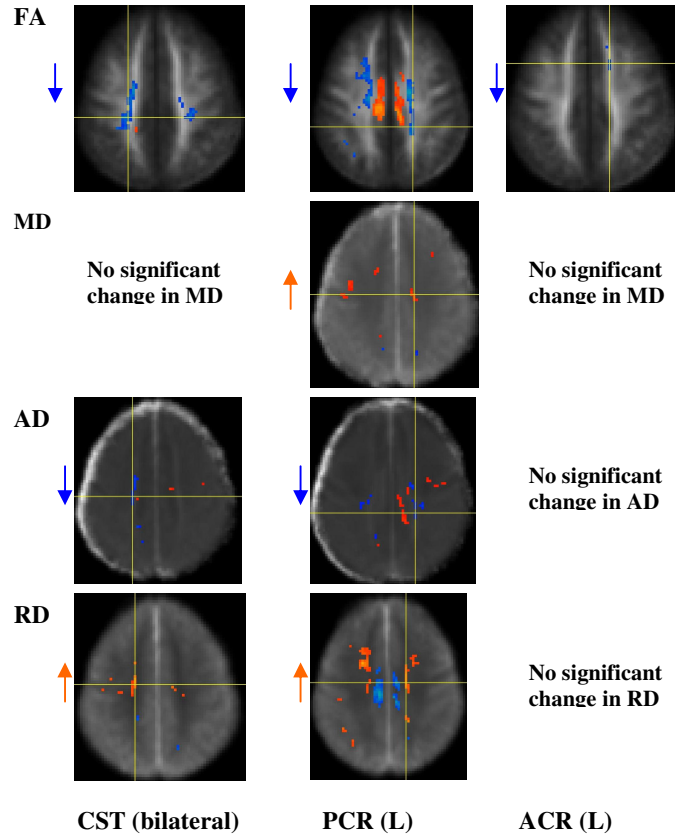 FA
MD
No significant
change in MD
No significant
change in MD
AD
No significant
change in AD
RD
No significant
change in RD
CST (bilateral) PCR (L) ACR (L)